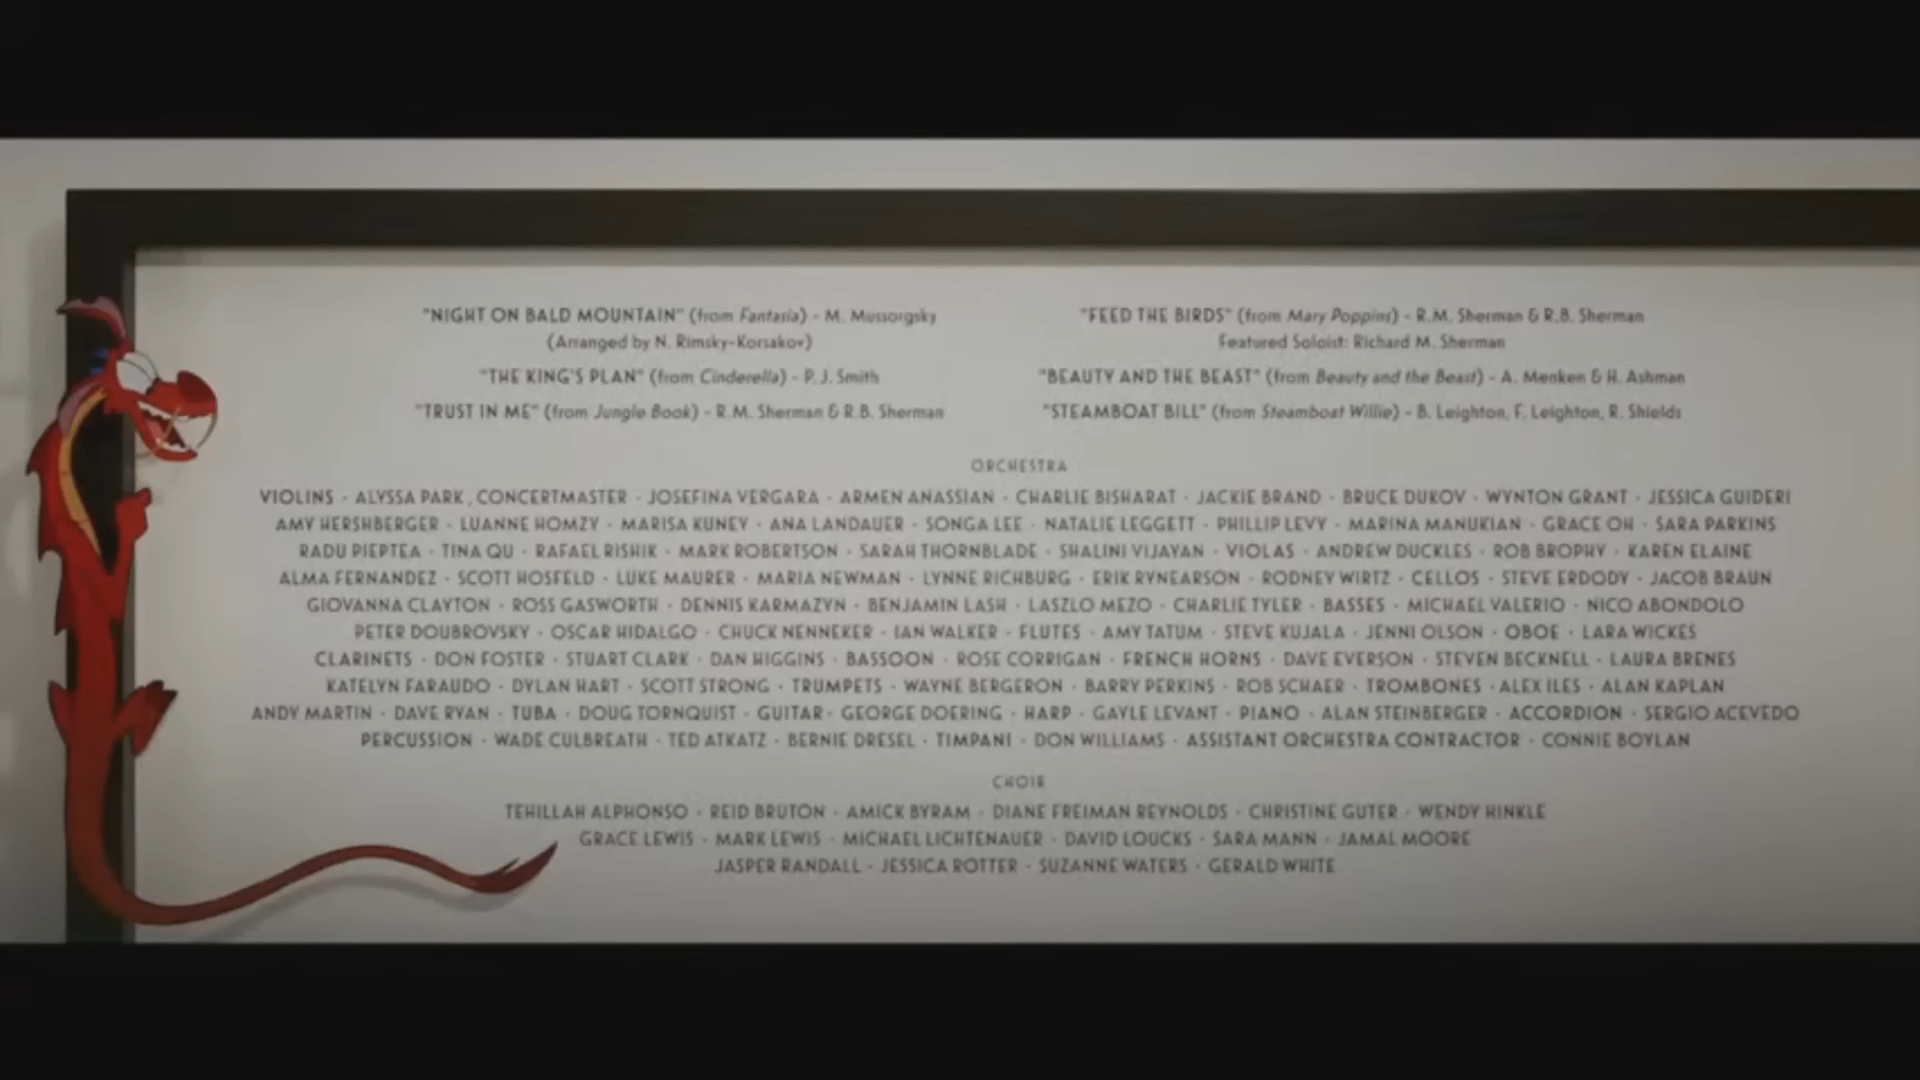 "NIGHT ON BALD MOUNTAIN" (from Fantasia) - M. Mussorgsky
(Arranged by N. Rimsky-Korsakov)
"THE KING'S PLAN" (from Cinderella) - P. J. Smith
"TRUST IN ME" (from Jungle Book) - R.M. Sherman & R.B. Sherman
"FEED THE BIRDS" (from Mary Poppins) - R.M. Sherman & R.B. Sherman
Featured Soloist: Richard M. Sherman
"BEAUTY AND THE BEAST" (from Beauty and the Beast) - A. Menken & H. Ashman
"STEAMBOAT BILL" (from Steamboat Willie) - B. Leighton, F. Leighton, R. Shields
ORCHESTRA
VIOLINS · ALYSSA PARK, CONCERTMASTER · JOSEFINA VERGARA · ARMEN ANASSIAN · CHARLIE BISHARAT · JACKIE BRAND · BRUCE DUKOV · WYNTON GRANT · JESSICA GUIDERI
AMY HERSHBERGER · LUANNE HOMZY · MARISA KUNEY · ANA LANDAUER · SONGA LEE · NATALIE LEGGETT · PHILLIP LEVY · MARINA MANUKIAN · GRACE OH · SARA PARKINS
RADU PIEPTEA · TINA QU · RAFAEL RISHIK · MARK ROBERTSON · SARAH THORNBLADE · SHALINI VIJAYAN · VIOLAS · ANDREW DUCKLES · ROB BROPHY · KAREN ELAINE
ALMA FERNANDEZ · SCOTT HOSFELD · LUKE MAURER · MARIA NEWMAN · LYNNE RICHBURG · ERIK RYNEARSON · RODNEY WIRTZ · CELLOS · STEVE ERDODY · JACOB BRAUN
GIOVANNA CLAYTON · ROSS GASWORTH · DENNIS KARMAZYN · BENJAMIN LASH · LASZLO MEZO · CHARLIE TYLER · BASSES · MICHAEL VALERIO · NICO ABONDOLO
PETER DOUBROVSKY · OSCAR HIDALGO · CHUCK NENNEKER · IAN WALKER · FLUTES · AMY TATUM · STEVE KUJALA · JENNI OLSON · OBOE · LARA WICKES
CLARINETS · DON FOSTER · STUART CLARK · DAN HIGGINS · BASSOON · ROSE CORRIGAN · FRENCH HORNS · DAVE EVERSON · STEVEN BECKNELL · LAURA BRENES
KATELYN FARAUDO · DYLAN HART · SCOTT STRONG · TRUMPETS · WAYNE BERGERON · BARRY PERKINS · ROB SCHAER · TROMBONES · ALEX ILES · ALAN KAPLAN
ANDY MARTIN · DAVE RYAN · TUBA · DOUG TORNQUIST · GUITAR · GEORGE DOERING · HARP · GAYLE LEVANT · PIANO · ALAN STEINBERGER · ACCORDION · SERGIO ACEVEDO
PERCUSSION · WADE CULBREATH · TED ATKATZ · BERNIE DRESEL · TIMPANI · DON WILLIAMS · ASSISTANT ORCHESTRA CONTRACTOR · CONNIE BOYLAN
CHOIR
TEHILLAH ALPHONSO · REID BRUTON · AMICK BYRAM · DIANE FREIMAN REYNOLDS · CHRISTINE GUTER · WENDY HINKLE
GRACE LEWIS · MARK LEWIS · MICHAEL LICHTENAUER · DAVID LOUCKS · SARA MANN · JAMAL MOORE
JASPER RANDALL · JESSICA ROTTER · SUZANNE WATERS · GERALD WHITE